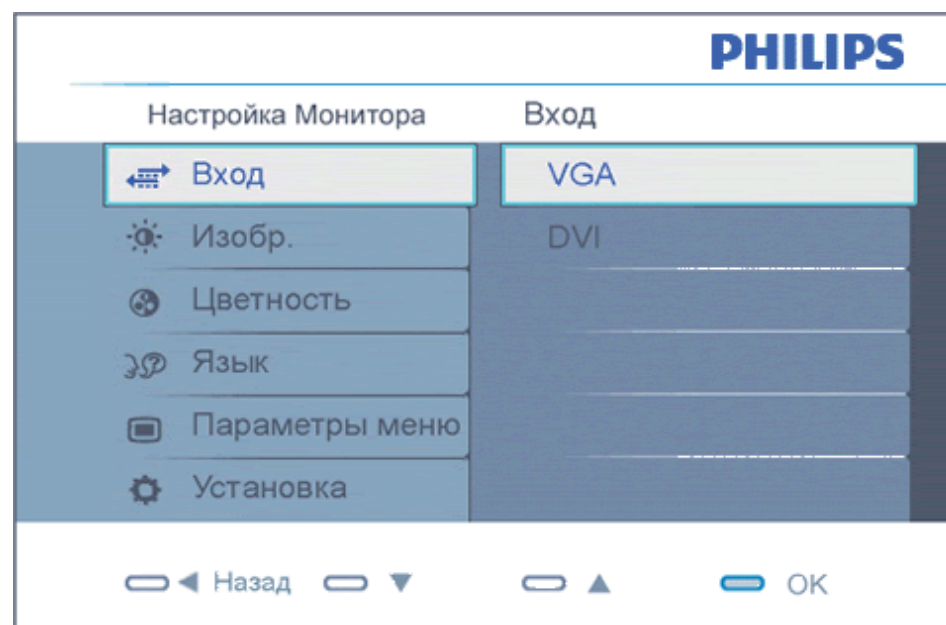 PHILIPS
Настройка Монитора Вход
Вход VGA
Изобр. DVI
Цветность
Язык
Параметры меню
Установка
Назад OK